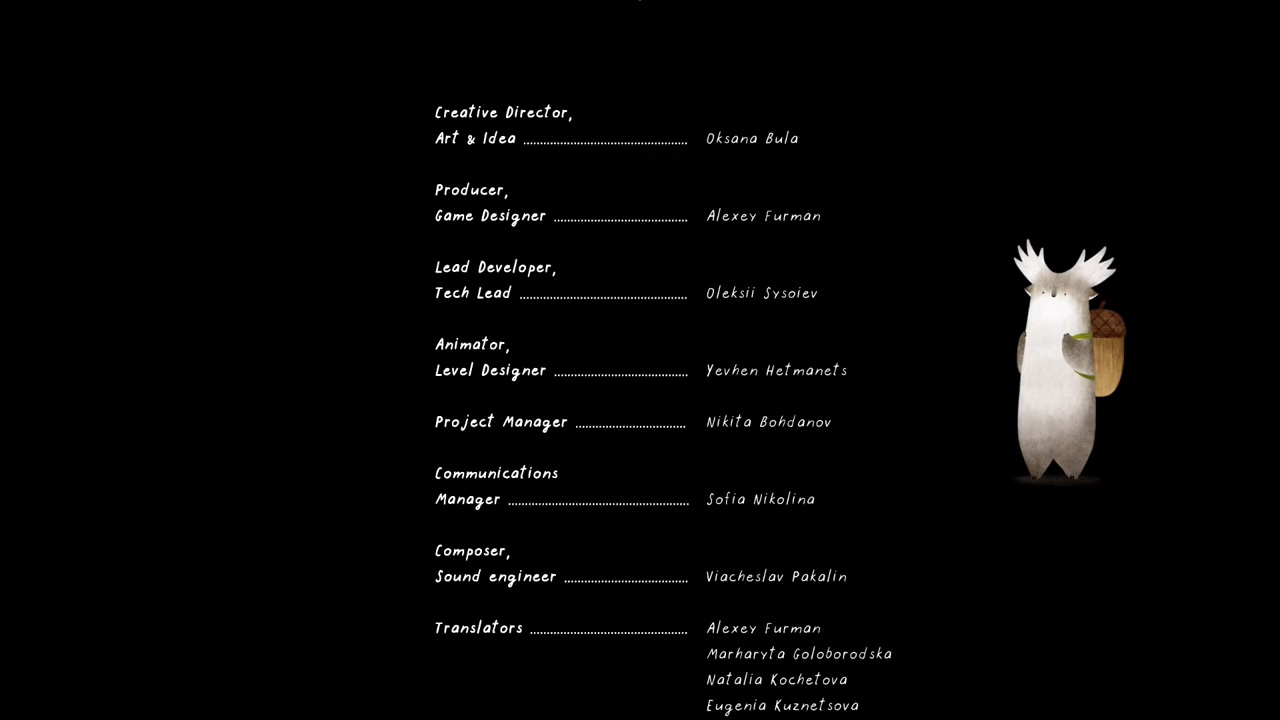 Creative Director,
Art & Idea ........................ Oksana Bula
Producer,
Game Designer ........................ Alexey Furman
Lead Developer,
Tech Lead ........................ Oleksii Sysoiev
Animator,
Level Designer ........................ Yevhen Hetmanets
Project Manager ........................ Nikita Bohdanov
Communications
Manager ........................ Sofia Nikolina
Composer,
Sound engineer ........................ Viacheslav Pakalin
Translators ........................ Alexey Furman
Marharyta Goloborodska
Natalia Kochetova
Eugenia Kuznetsova